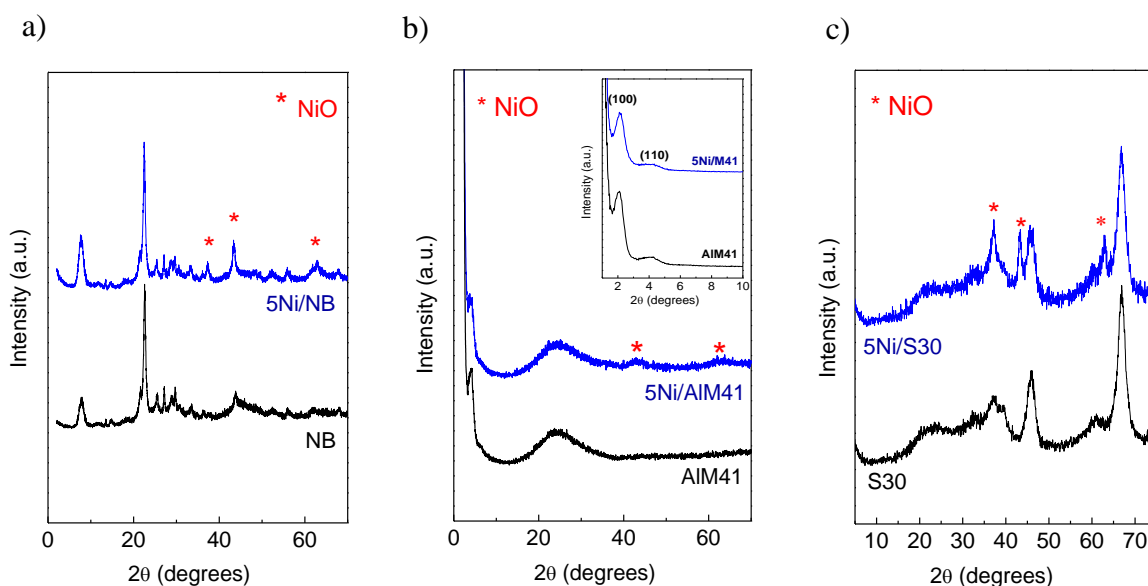 a)
* NiO
*
*
*
5Ni/NB
NB
Intensity (a.u.)
0
20
40
60
2θ (degrees)
b)
* NiO
(100)
(110)
5Ni/M41
AlM41
Intensity (a.u.)
0 2 4 6 8 10
2θ (degrees)
* *
5Ni/AlM41
AlM41
Intensity (a.u.)
0 20 40 60
2θ (degrees)
c)
* NiO
* * *
5Ni/S30
S30
Intensity (a.u.)
10 20 30 40 50 60 70
2θ (degrees)